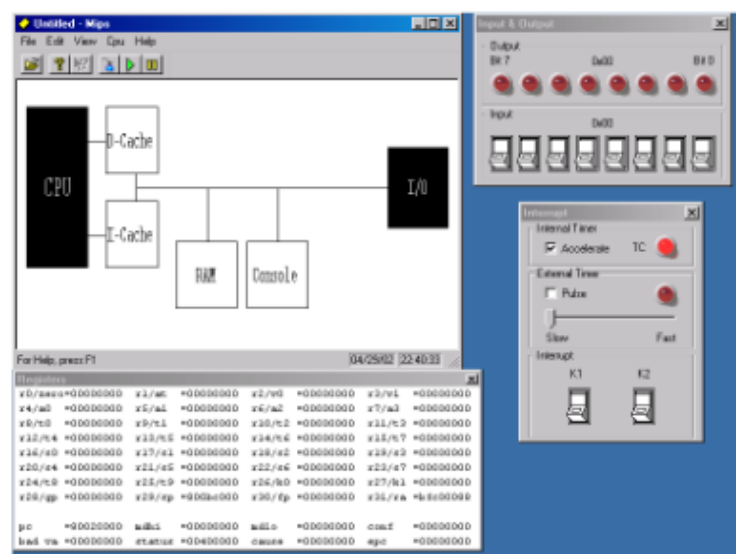 Untitled - Mips
File Edit View Cpu Help
CPU
D-Cache
I-Cache
RAM
Console
I/O
For Help, press F1
04/29/02 22:40:33
Input & Output
Output
Bit 7 0x00 Bit 0
Input
0x00
Interrupt
Internal Timer
Accelerate TC
External Timer
Pulse
Slow Fast
Interrupt
K1 K2
Registers
r0/zero=00000000 r1/at =00000000 r2/v0 =00000000 r3/v1 =00000000
r4/a0 =00000000 r5/a1 =00000000 r6/a2 =00000000 r7/a3 =00000000
r8/t0 =00000000 r9/t1 =00000000 r10/t2 =00000000 r11/t3 =00000000
r12/t4 =00000000 r13/t5 =00000000 r14/t6 =00000000 r15/t7 =00000000
r16/s0 =00000000 r17/s1 =00000000 r18/s2 =00000000 r19/s3 =00000000
r20/s4 =00000000 r21/s5 =00000000 r22/s6 =00000000 r23/s7 =00000000
r24/t8 =00000000 r25/t9 =00000000 r26/k0 =00000000 r27/k1 =00000000
r28/gp =00000000 r29/sp r30/fp =00000000 r31/ra
pc =80020000 mdhi =00000000 mdlo =00000000 conf =00000000
bad va =00000000 status =00400000 cause =00000000 epc =00000000